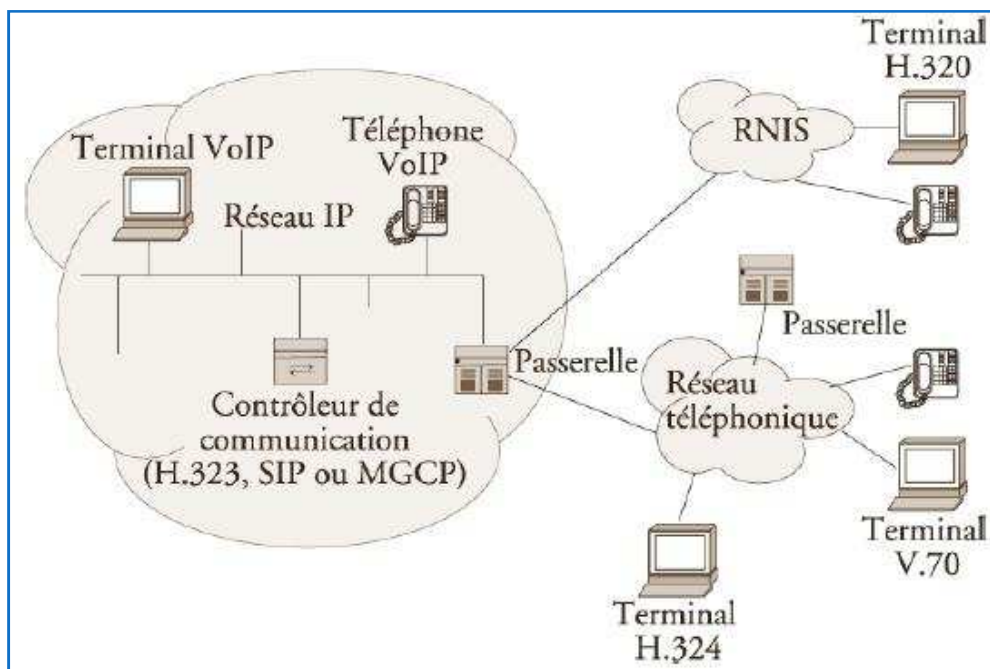 Terminal
H.320
RNIS
Téléphone
VoIP
Terminal VoIP
Réseau IP
Passerelle
Passerelle
Réseau
téléphonique
Contrôleur de
communication
(H.323, SIP ou MGCP)
Terminal
V.70
Terminal
H.324